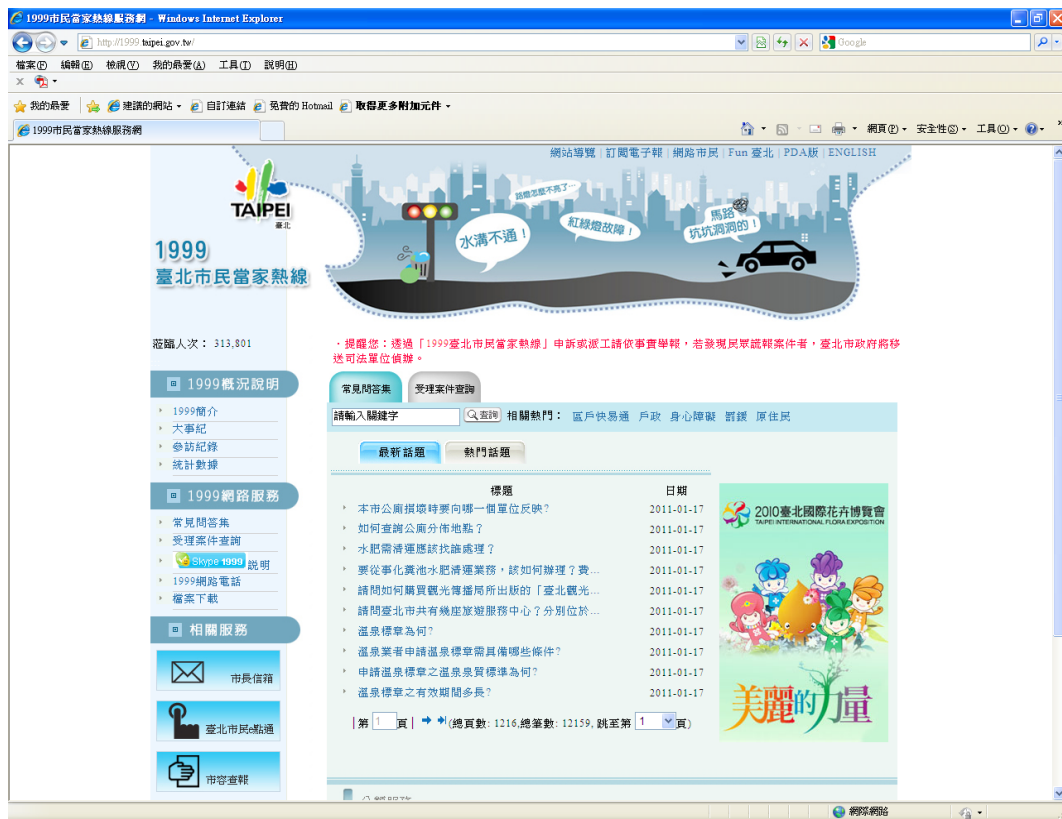 1999市民當家熱線服務網 - Windows Internet Explorer
http://1999.taipei.gov.tw/
Google
檔案(F) 編輯(E) 檢視(V) 我的最愛(A) 工具(T) 說明(H)
我的最愛 建議的網站 自訂連結 免費的 Hotmail 取得更多附加元件
1999市民當家熱線服務網
網頁(P) 安全性(S) 工具(O)
網站導覽 | 訂閱電子報 | 網路市民 | Fun 臺北 | PDA版 | ENGLISH
TAIPEI
臺北
路燈怎麼不亮了…
水溝不通!
紅綠燈故障!
馬路
坑坑洞洞的!
1999
臺北市民當家熱線
蒞臨人次: 313,801
‧提醒您:透過「1999臺北市民當家熱線」申訴或派工請依事實舉報,若發現民眾謊報案件者,臺北市政府將移
送司法單位偵辦。
1999概況說明
1999簡介
大事紀
參訪紀錄
統計數據
1999網路服務
常見問答集
受理案件查詢
Skype 1999 說明
1999網路電話
檔案下載
相關服務
市長信箱
臺北市民e點通
市容查報
常見問答集 受理案件查詢
請輸入關鍵字 查詢 相關熱門: 區戶快易通 戶政 身心障礙 罰鍰 原住民
最新話題 熱門話題
標題 日期
本市公廁損壞時要向哪一個單位反映? 2011-01-17
如何查詢公廁分佈地點? 2011-01-17
水肥需清運應該找誰處理? 2011-01-17
要從事化糞池水肥清運業務,該如何辦理?費... 2011-01-17
請問如何購買觀光傳播局所出版的「臺北觀光... 2011-01-17
請問臺北市共有幾座旅遊服務中心?分別位於... 2011-01-17
溫泉標章為何? 2011-01-17
溫泉業者申請溫泉標章需具備哪些條件? 2011-01-17
申請溫泉標章之溫泉泉質標準為何? 2011-01-17
溫泉標章之有效期間多長? 2011-01-17
|第 1 頁| (總頁數: 1216,總筆數: 12159, 跳至第 1 頁)
2010臺北國際花卉博覽會
TAIPEI INTERNATIONAL FLORA EXPOSITION
美麗的力量
網際網路